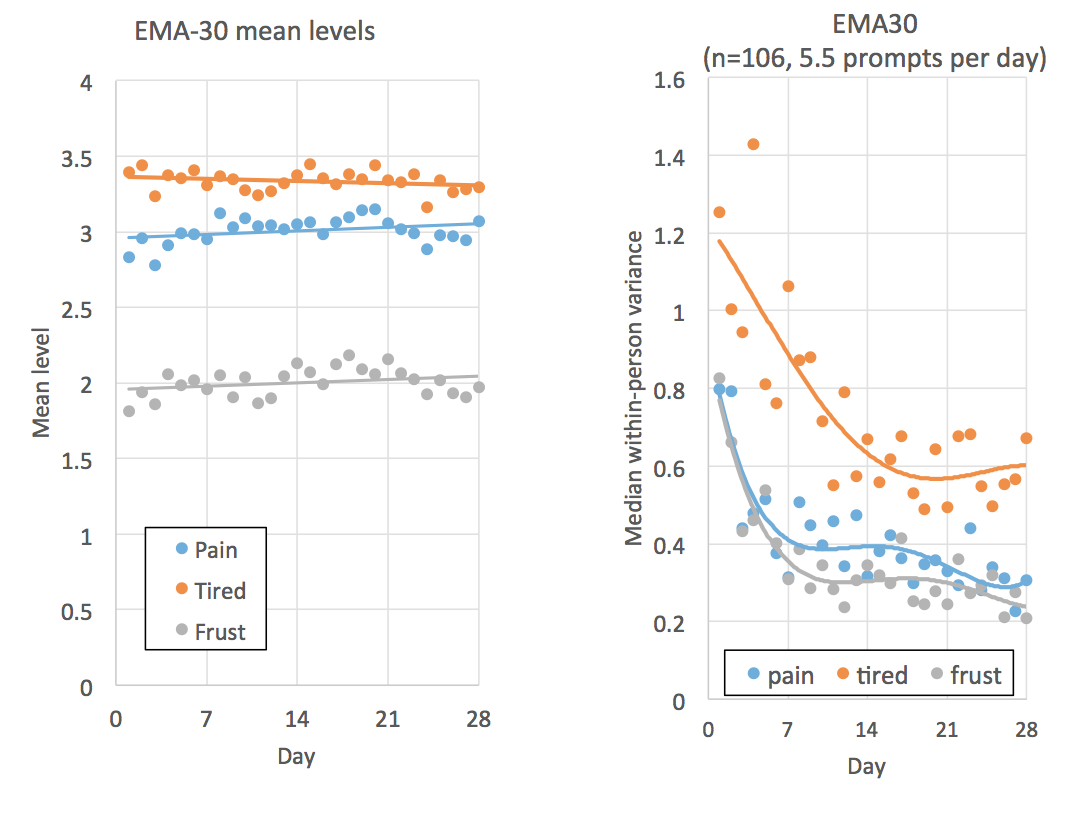 EMA-30 mean levels
4
3.5
3
2.5
2
1.5
1
0.5
0
Mean level
Pain
Tired
Frust
0 7 14 21 28
Day
EMA30
(n=106, 5.5 prompts per day)
1.6
1.4
1.2
1
0.8
0.6
0.4
0.2
0
Median within-person variance
pain tired frust
0 7 14 21 28
Day